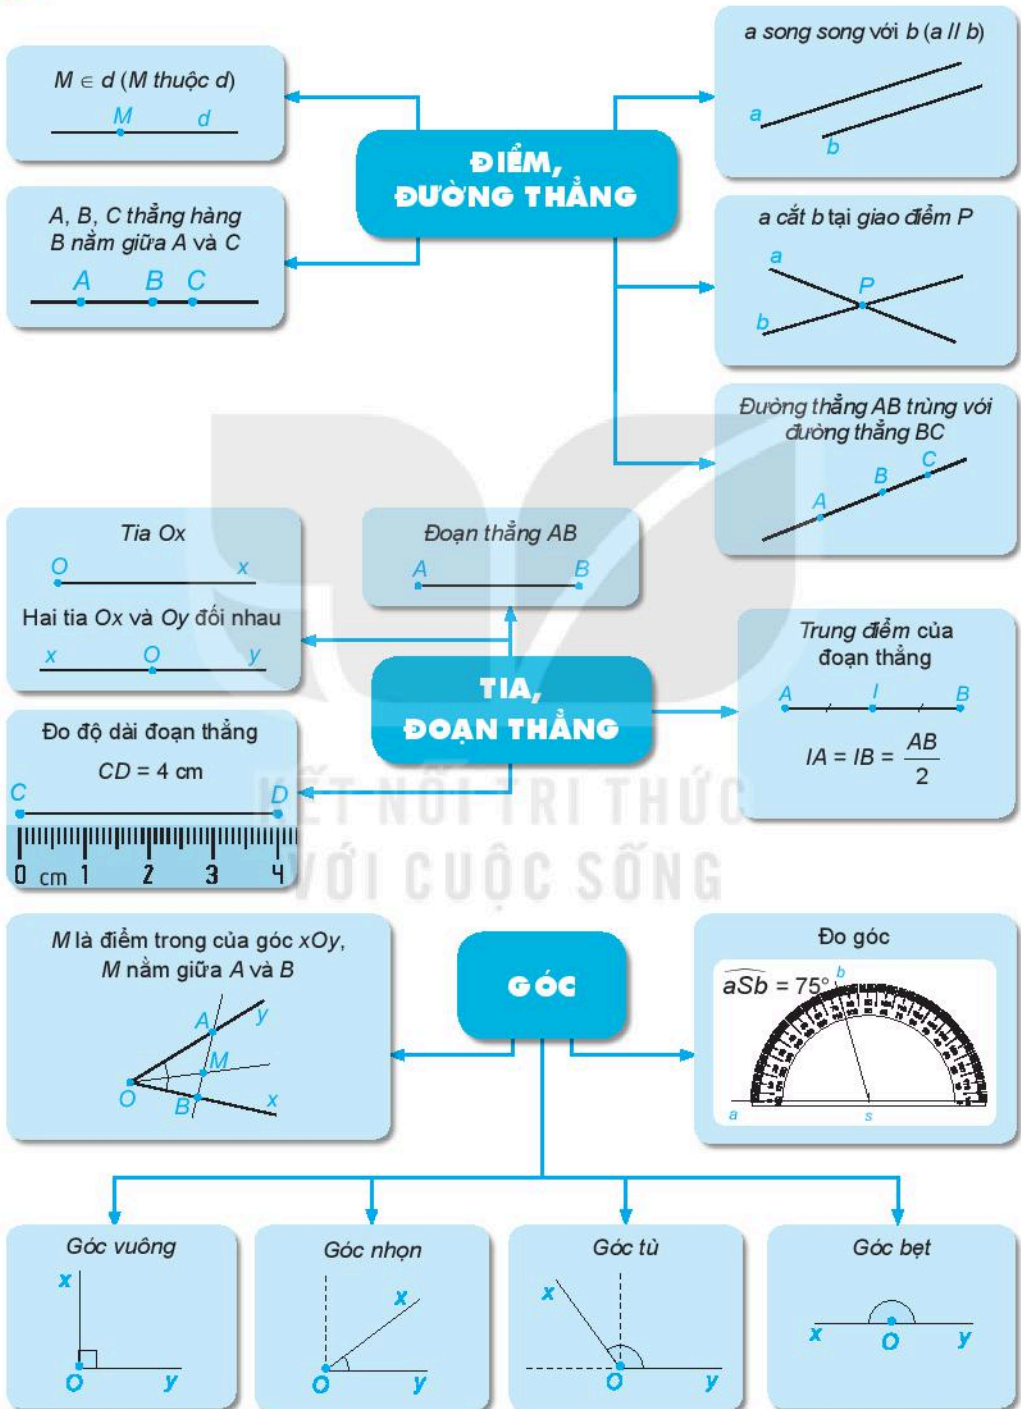 M ∈ d (M thuộc d)
M d
A, B, C thẳng hàng
B nằm giữa A và C
A B C
ĐIỂM,
ĐƯỜNG THẲNG
a song song với b (a // b)
a
b
a cắt b tại giao điểm P
a
P
b
Đường thẳng AB trùng với
đường thẳng BC
C
B
A
Tia Ox
O x
Hai tia Ox và Oy đối nhau
x O y
Đoạn thẳng AB
A B
TIA,
ĐOẠN THẲNG
Trung điểm của
đoạn thẳng
A I B
IA = IB = AB/2
Đo độ dài đoạn thẳng
CD = 4 cm
C D
0 cm 1 2 3 4
KẾT NỐI TRI THỨC
VỚI CUỘC SỐNG
M là điểm trong của góc xOy,
M nằm giữa A và B
A y
M
O B x
GÓC
Đo góc
aSb = 75°
b
a s
Góc vuông
x
O y
Góc nhọn
x
O y
Góc tù
x
O y
Góc bẹt
x O y